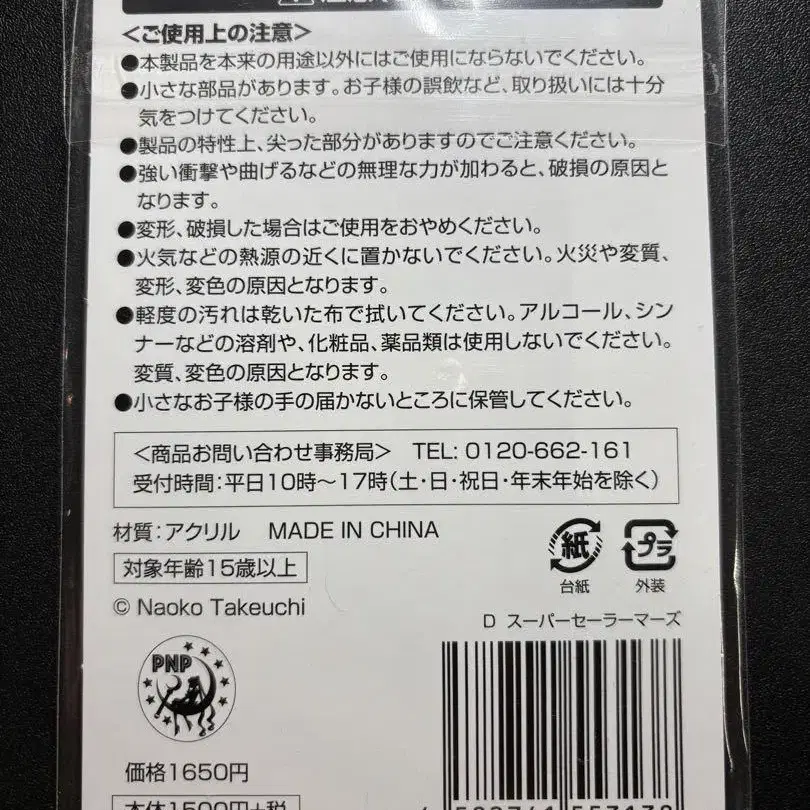 <ご使用上の注意>
●本製品を本来の用途以外にはご使用にならないでください。
●小さな部品があります。お子様の誤飲など、取り扱いには十分
気をつけてください。
●製品の特性上、尖った部分がありますのでご注意ください。
●強い衝撃や曲げるなどの無理な力が加わると、破損の原因と
なります。
●変形、破損した場合はご使用をおやめください。
●火気などの熱源の近くに置かないでください。火災や変質、
変形、変色の原因となります。
●軽度の汚れは乾いた布で拭いてください。アルコール、シン
ナーなどの溶剤や、化粧品、薬品類は使用しないでください。
変質、変色の原因となります。
●小さなお子様の手の届かないところに保管してください。
<商品お問い合わせ事務局> TEL: 0120-662-161
受付時間:平日10時〜17時(土・日・祝日・年末年始を除く)
材質:アクリル MADE IN CHINA
対象年齢15歳以上
紙
台紙
プラ
外装
© Naoko Takeuchi
D スーパーセーラーマーズ
PNP
価格1650円
本体1500円+税